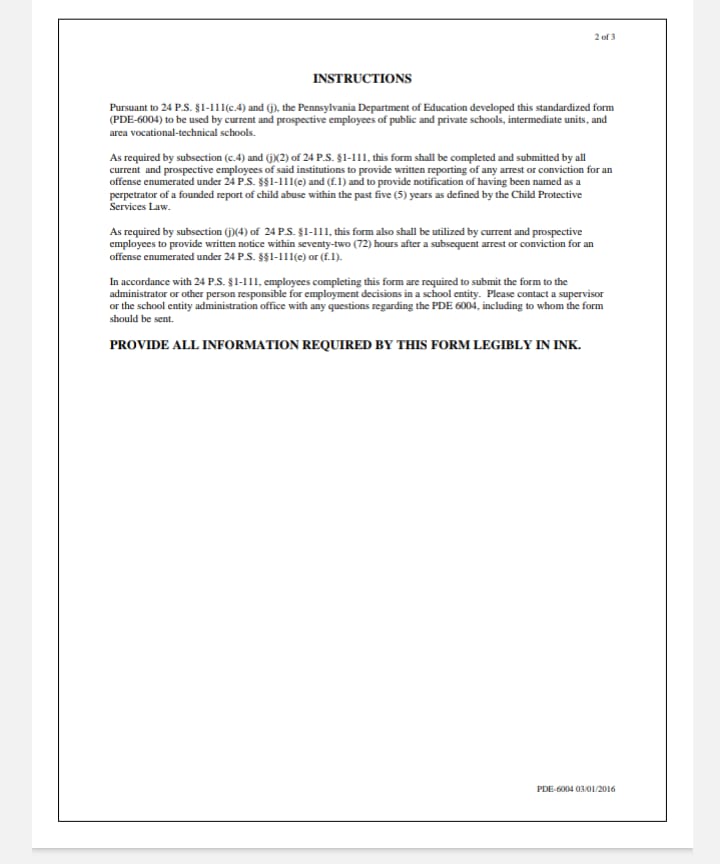 2 of 3
INSTRUCTIONS
Pursuant to 24 P.S. §1-111(c.4) and (j), the Pennsylvania Department of Education developed this standardized form
(PDE-6004) to be used by current and prospective employees of public and private schools, intermediate units, and
area vocational-technical schools.
As required by subsection (c.4) and (j)(2) of 24 P.S. §1-111, this form shall be completed and submitted by all
current and prospective employees of said institutions to provide written reporting of any arrest or conviction for an
offense enumerated under 24 P.S. §§1-111(e) and (f.1) and to provide notification of having been named as a
perpetrator of a founded report of child abuse within the past five (5) years as defined by the Child Protective
Services Law.
As required by subsection (j)(4) of 24 P.S. §1-111, this form also shall be utilized by current and prospective
employees to provide written notice within seventy-two (72) hours after a subsequent arrest or conviction for an
offense enumerated under 24 P.S. §§1-111(e) or (f.1).
In accordance with 24 P.S. §1-111, employees completing this form are required to submit the form to the
administrator or other person responsible for employment decisions in a school entity. Please contact a supervisor
or the school entity administration office with any questions regarding the PDE 6004, including to whom the form
should be sent.
PROVIDE ALL INFORMATION REQUIRED BY THIS FORM LEGIBLY IN INK.
PDE-6004 03/01/2016